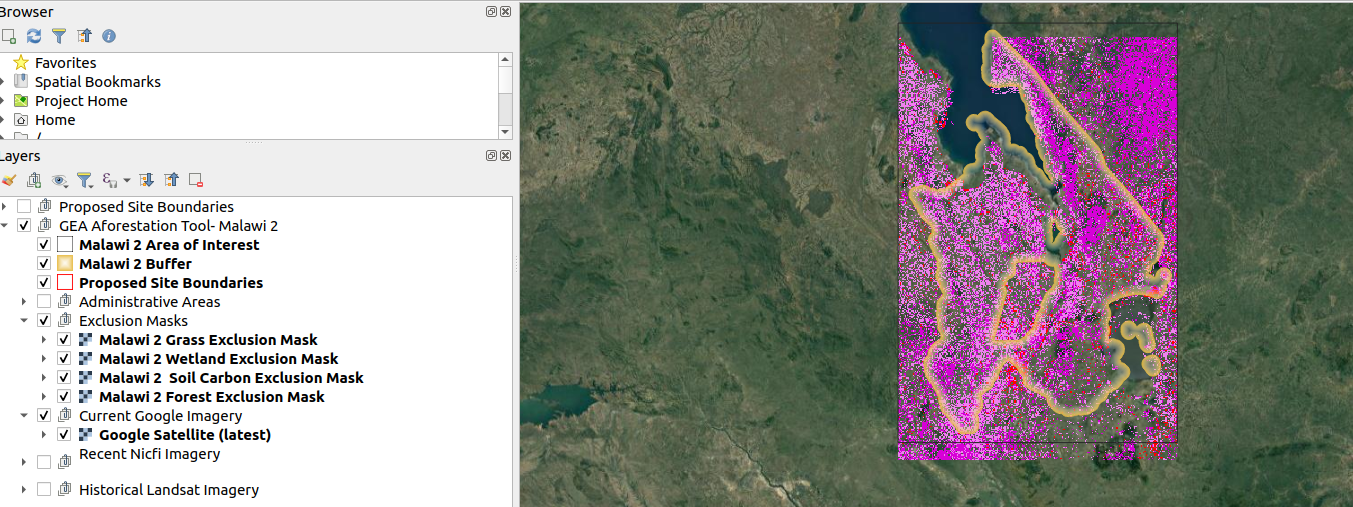 Browser
Favorites
Spatial Bookmarks
Project Home
Home
/
Layers
Proposed Site Boundaries
GEA Aforestation Tool- Malawi 2
Malawi 2 Area of Interest
Malawi 2 Buffer
Proposed Site Boundaries
Administrative Areas
Exclusion Masks
Malawi 2 Grass Exclusion Mask
Malawi 2 Wetland Exclusion Mask
Malawi 2  Soil Carbon Exclusion Mask
Malawi 2 Forest Exclusion Mask
Current Google Imagery
Google Satellite (latest)
Recent Nicfi Imagery
Historical Landsat Imagery